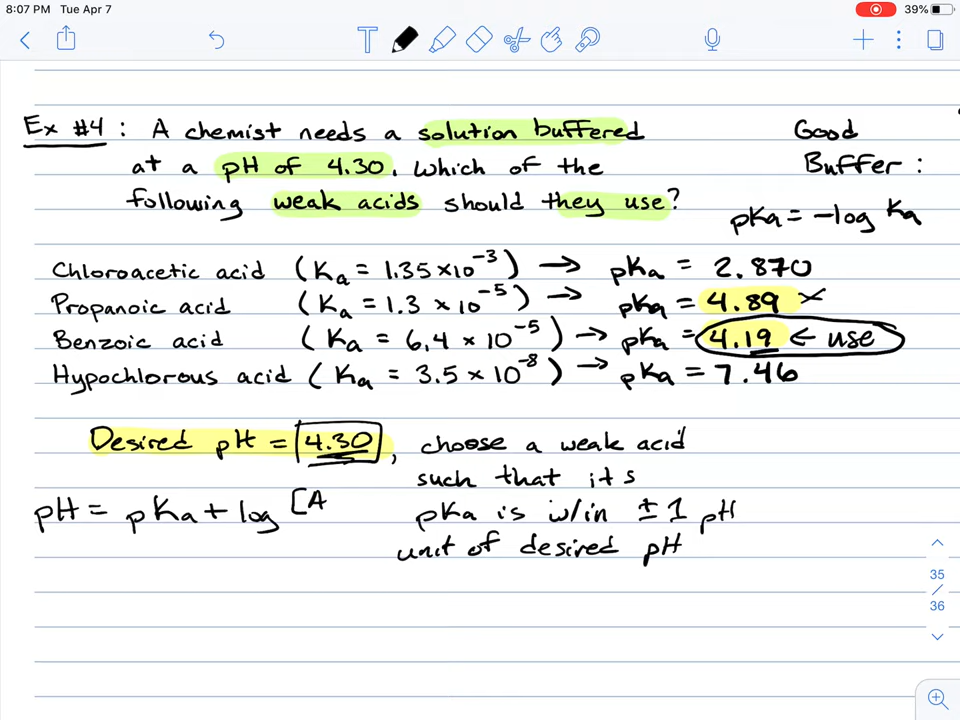 8:07 PM Tue Apr 7 39%
Ex #4 : A chemist needs a solution buffered
at a pH of 4.30. Which of the
following weak acids should they use?
Good
Buffer :
pKa = -log Ka
Chloroacetic acid (Ka = 1.35×10⁻³) → pKa = 2.870
Propanoic acid (Ka = 1.3 × 10⁻⁵) → pKa = 4.89 ×
Benzoic acid (Ka = 6.4 × 10⁻⁵) → pKa = 4.19 ← use
Hypochlorous acid (Ka = 3.5 × 10⁻⁸) → pKa = 7.46
Desired pH = 4.30, choose a weak acid
such that its
pKa is w/in ± 1 pH
unit of desired pH
pH = pKa + log [A
35
/
36